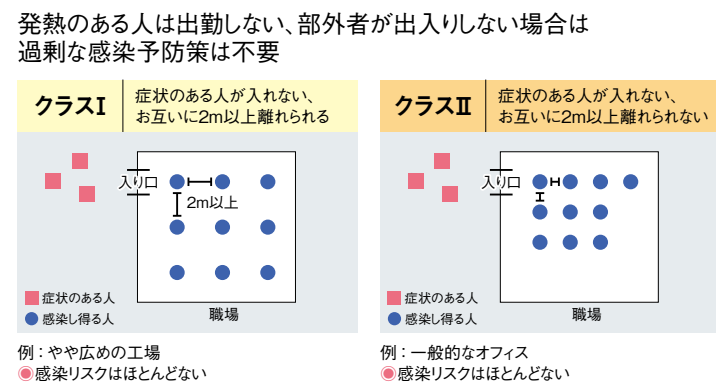 発熱のある人は出勤しない、部外者が出入りしない場合は
過剰な感染予防策は不要
クラスI
症状のある人が入れない、
お互いに2m以上離れられる
入り口
2m以上
症状のある人
感染し得る人
職場
例：やや広めの工場
◉感染リスクはほとんどない
クラスII
症状のある人が入れない、
お互いに2m以上離れられない
入り口
症状のある人
感染し得る人
職場
例：一般的なオフィス
◉感染リスクはほとんどない